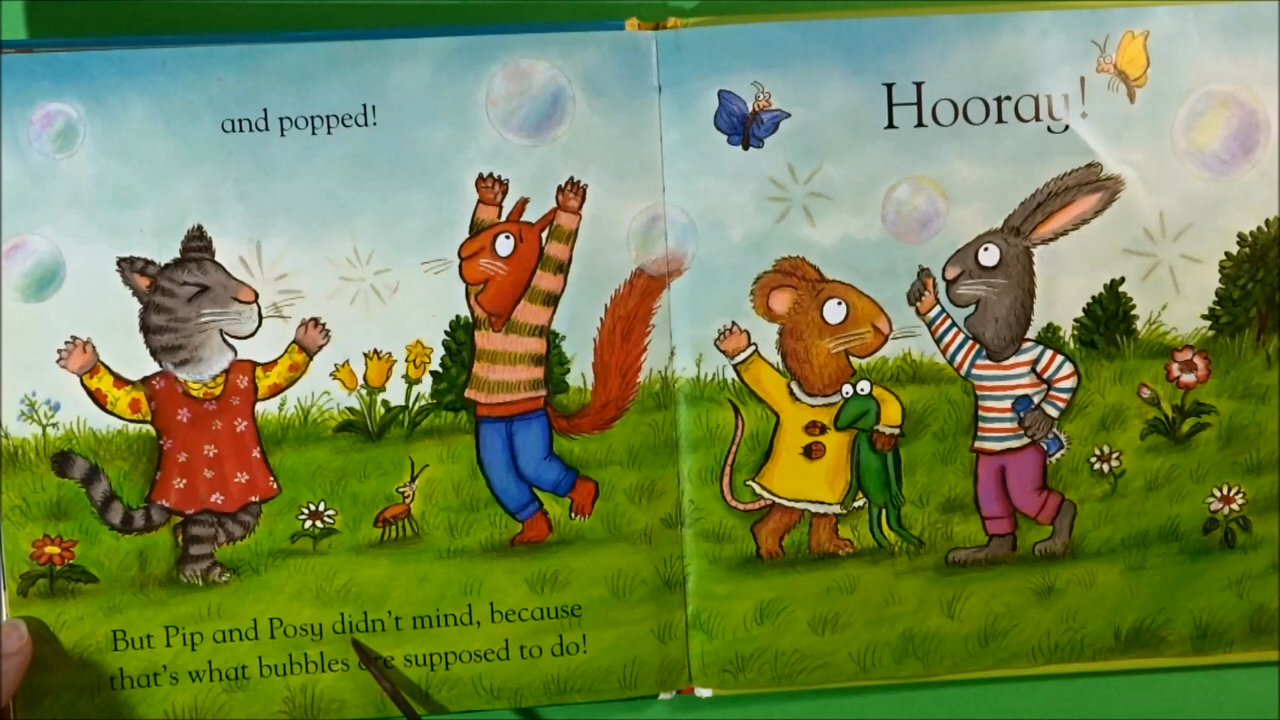 and popped!
But Pip and Posy didn't mind, because
that's what bubbles are supposed to do!
Hooray!